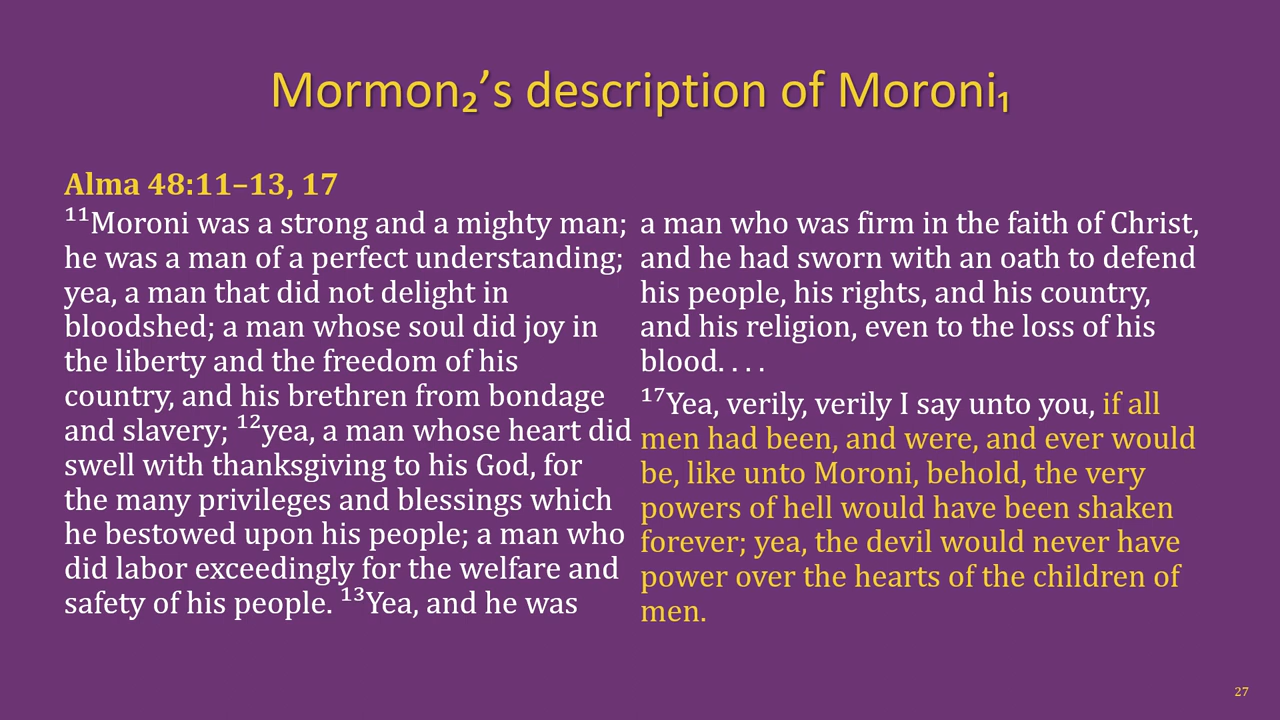 Mormon₂’s description of Moroni₁
Alma 48:11–13, 17
¹¹Moroni was a strong and a mighty man;
he was a man of a perfect understanding;
yea, a man that did not delight in
bloodshed; a man whose soul did joy in
the liberty and the freedom of his
country, and his brethren from bondage
and slavery; ¹²yea, a man whose heart did
swell with thanksgiving to his God, for
the many privileges and blessings which
he bestowed upon his people; a man who
did labor exceedingly for the welfare and
safety of his people. ¹³Yea, and he was
a man who was firm in the faith of Christ,
and he had sworn with an oath to defend
his people, his rights, and his country,
and his religion, even to the loss of his
blood. . . .
¹⁷Yea, verily, verily I say unto you, if all
men had been, and were, and ever would
be, like unto Moroni, behold, the very
powers of hell would have been shaken
forever; yea, the devil would never have
power over the hearts of the children of
men.
27